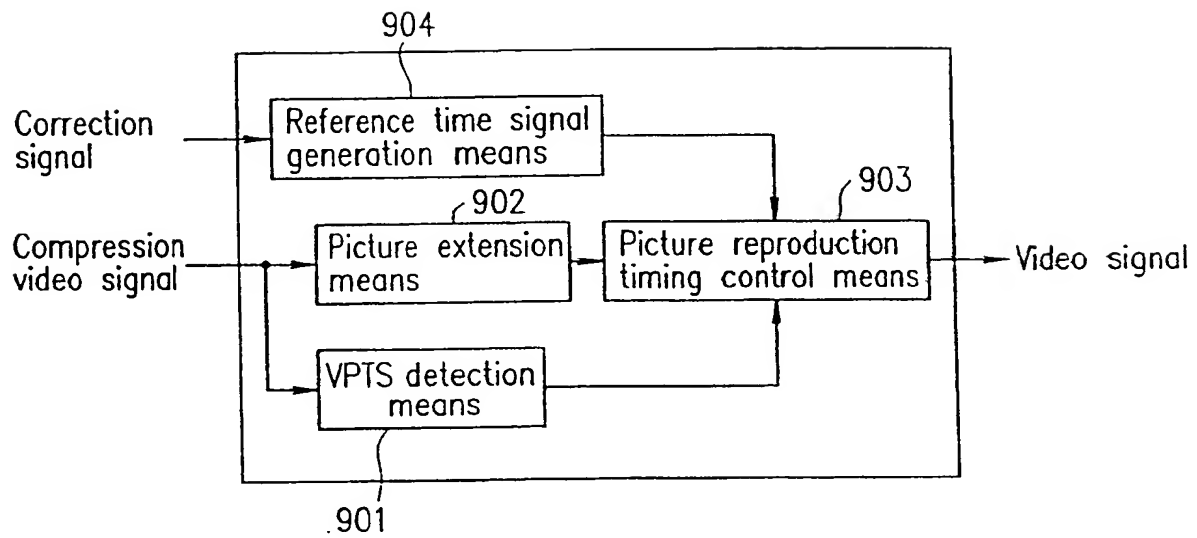 904
Correction
signal
Reference time signal
generation means
902
903
Compression
video signal
Picture extension
means
Picture reproduction
timing control means
Video signal
VPTS detection
means
.901